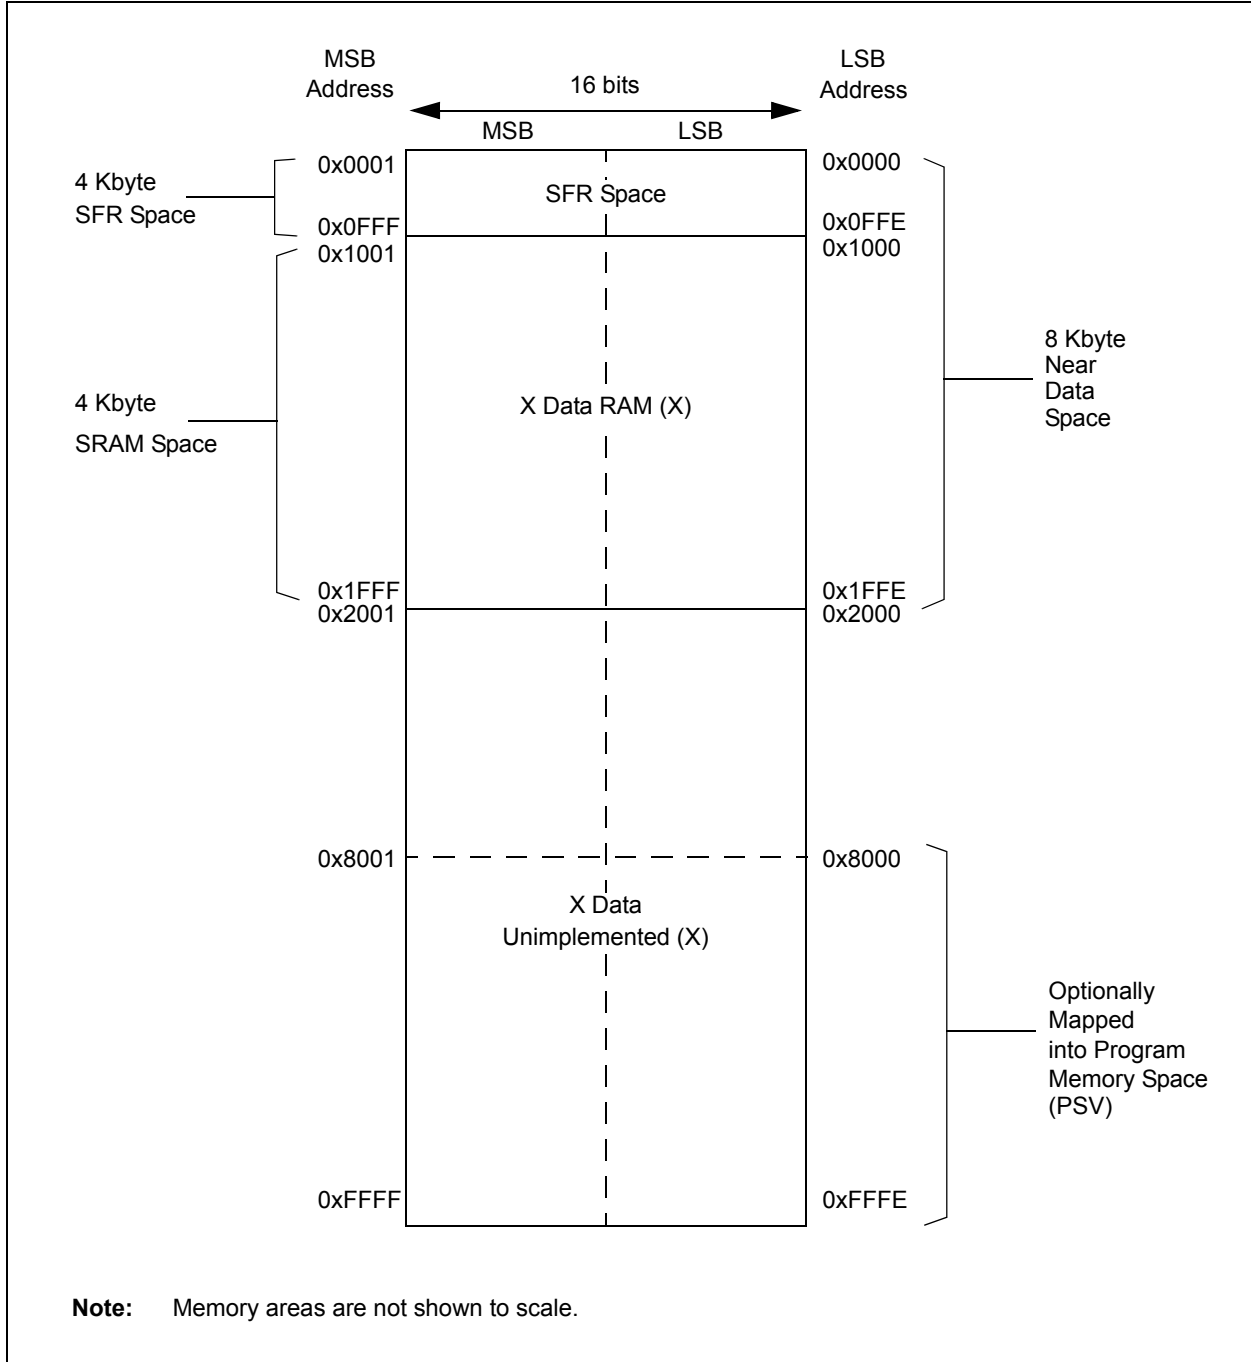 MSB
Address
16 bits
LSB
Address
MSB
LSB
4 Kbyte
SFR Space
0x0001
SFR Space
0x0000
0x0FFF
0x0FFE
0x1001
0x1000
4 Kbyte
SRAM Space
X Data RAM (X)
8 Kbyte
Near
Data
Space
0x1FFF
0x1FFE
0x2001
0x2000
0x8001
0x8000
X Data
Unimplemented (X)
Optionally
Mapped
into Program
Memory Space
(PSV)
0xFFFF
0xFFFE
Note: Memory areas are not shown to scale.